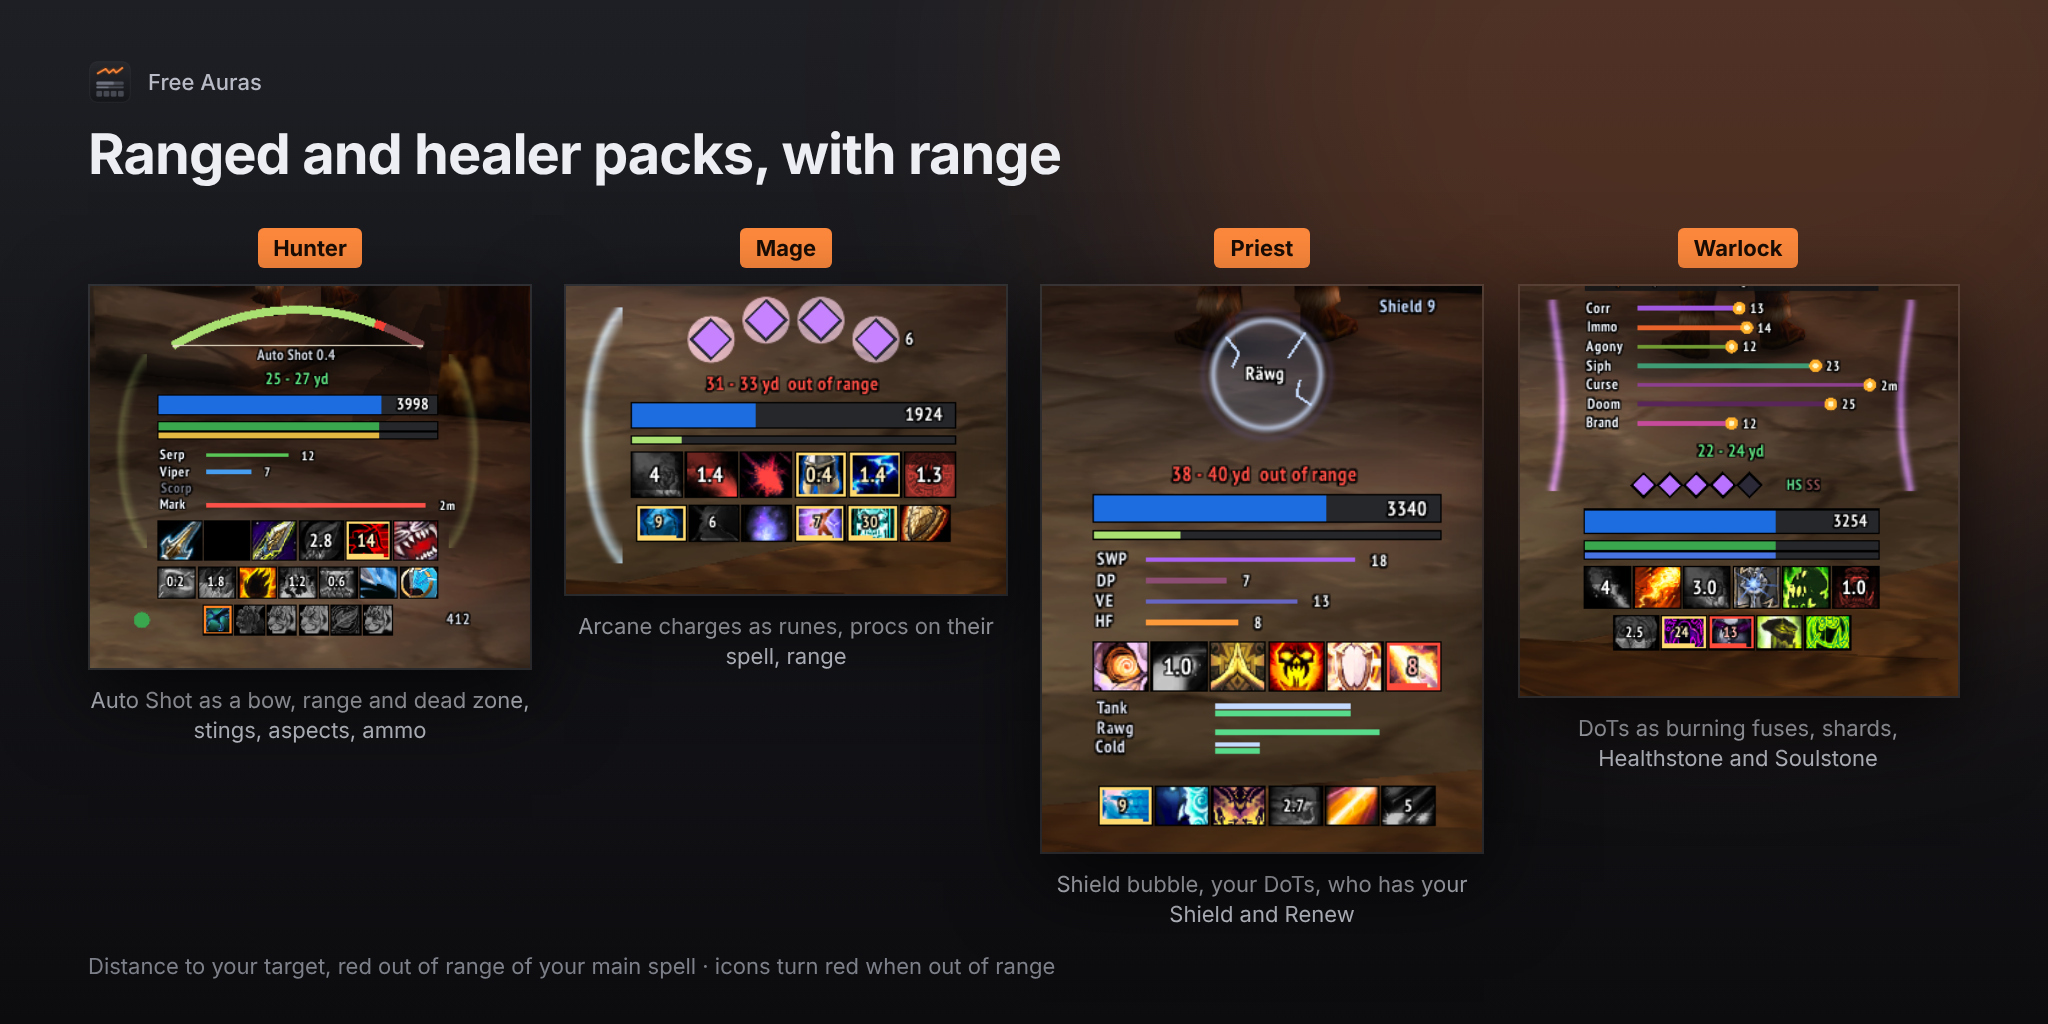 Free Auras
Ranged and healer packs, with range
Hunter
Auto Shot 0.4
25 - 27 yd
3998
Serp 12
Viper 7
Scorp
Mark 2m
2.8 14
0.2 1.8 1.2 0.6
412
Auto Shot as a bow, range and dead zone,
stings, aspects, ammo
Mage
6
31 - 33 yd out of range
1924
4 1.4 0.4 1.4 1.3
9 6 7 30
Arcane charges as runes, procs on their
spell, range
Priest
Shield 9
Räwg
38 - 40 yd out of range
3340
SWP 18
DP 7
VE 13
HF 8
1.0 8
Tank
Rawg
Cold
9 2.7 5
Shield bubble, your DoTs, who has your
Shield and Renew
Warlock
Corr 13
Immo 14
Agony 12
Siph 23
Curse 2m
Doom 25
Brand 12
22 - 24 yd
HS SS
3254
4 3.0 1.0
2.5 24 13
DoTs as burning fuses, shards,
Healthstone and Soulstone
Distance to your target, red out of range of your main spell · icons turn red when out of range